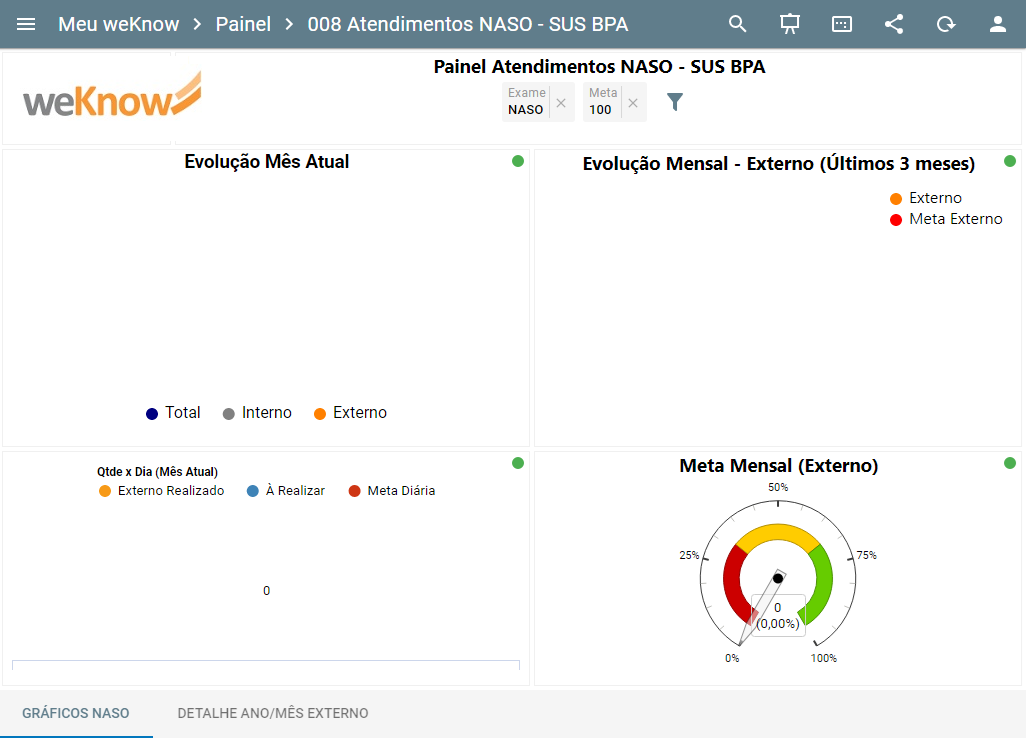 Meu weKnow > Painel > 008 Atendimentos NASO - SUS BPA
weKnow
Painel Atendimentos NASO - SUS BPA
Exame
NASO
Meta
100
Evolução Mês Atual
Total Interno Externo
Evolução Mensal - Externo (Últimos 3 meses)
Externo
Meta Externo
Qtde x Dia (Mês Atual)
Externo Realizado À Realizar Meta Diária
0
Meta Mensal (Externo)
50%
25% 75%
0
(0,00%)
0% 100%
GRÁFICOS NASO DETALHE ANO/MÊS EXTERNO